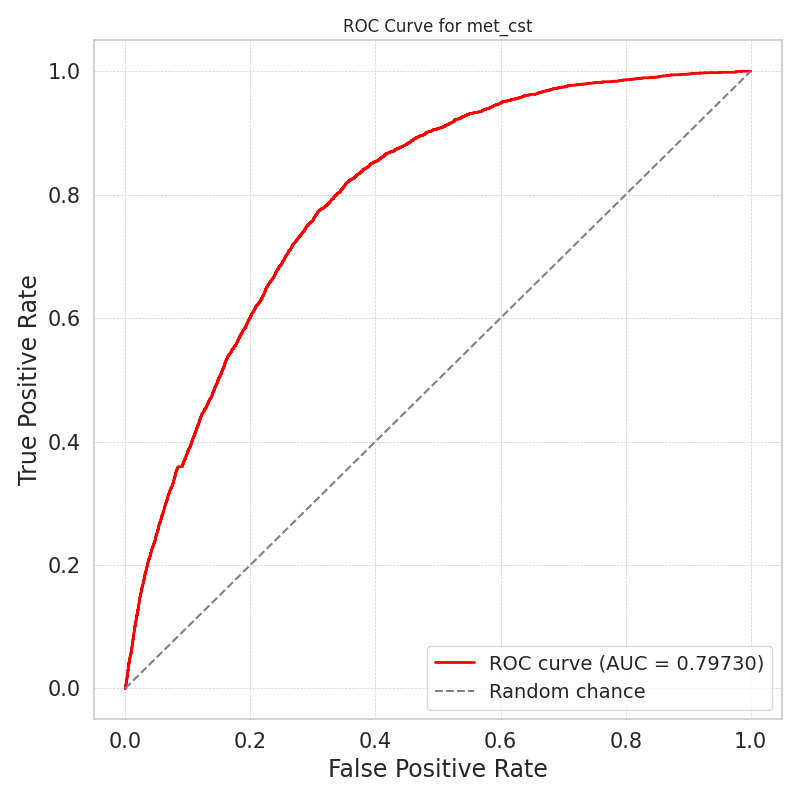 ROC Curve for met_cst
1.0
0.8
0.6
0.4
0.2
0.0
True Positive Rate
ROC curve (AUC = 0.79730)
Random chance
0.0 0.2 0.4 0.6 0.8 1.0
False Positive Rate